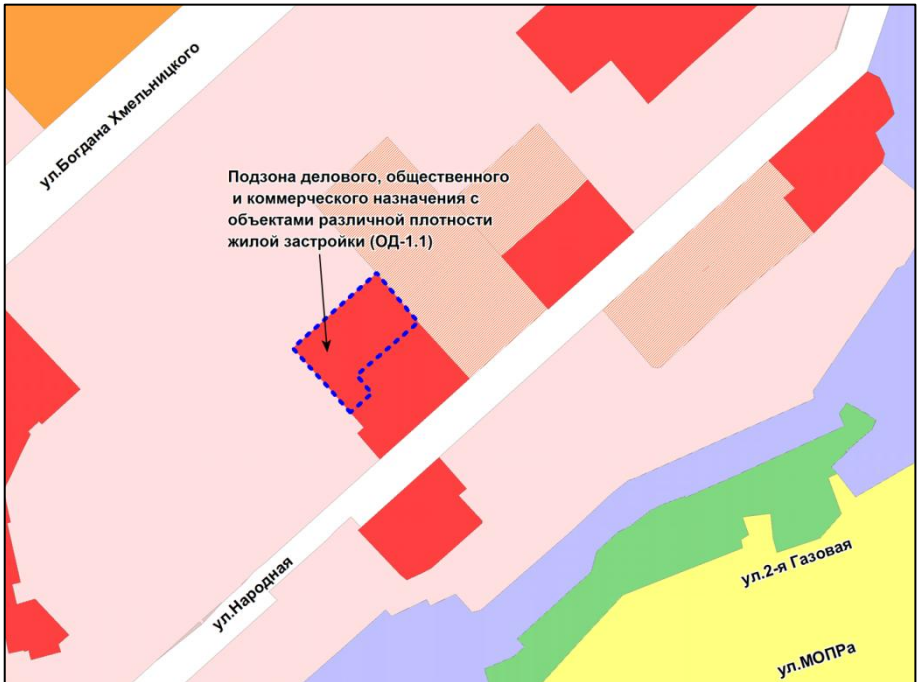 ул.Богдана Хмельницкого
Подзона делового, общественного
и коммерческого назначения с
объектами различной плотности
жилой застройки (ОД-1.1)
ул.Народная
ул.2-я Газовая
ул.МОПРа